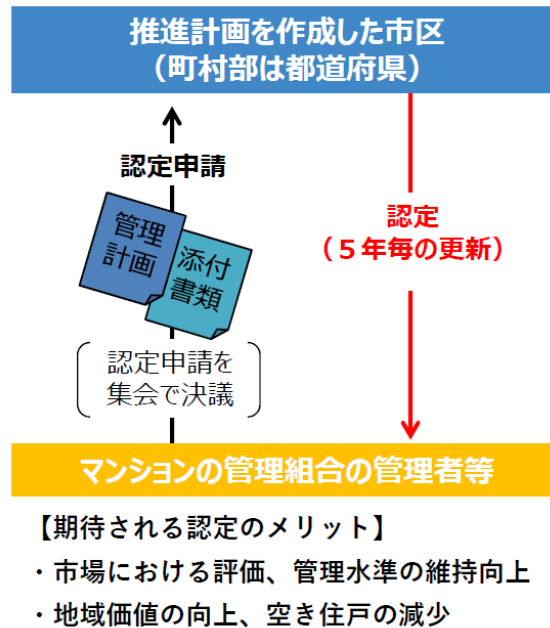 推進計画を作成した市区
（町村部は都道府県）
認定申請
管理
計画
添付
書類
認定申請を
集会で決議
認定
（５年毎の更新）
マンションの管理組合の管理者等
【期待される認定のメリット】
・市場における評価、管理水準の維持向上
・地域価値の向上、空き住戸の減少